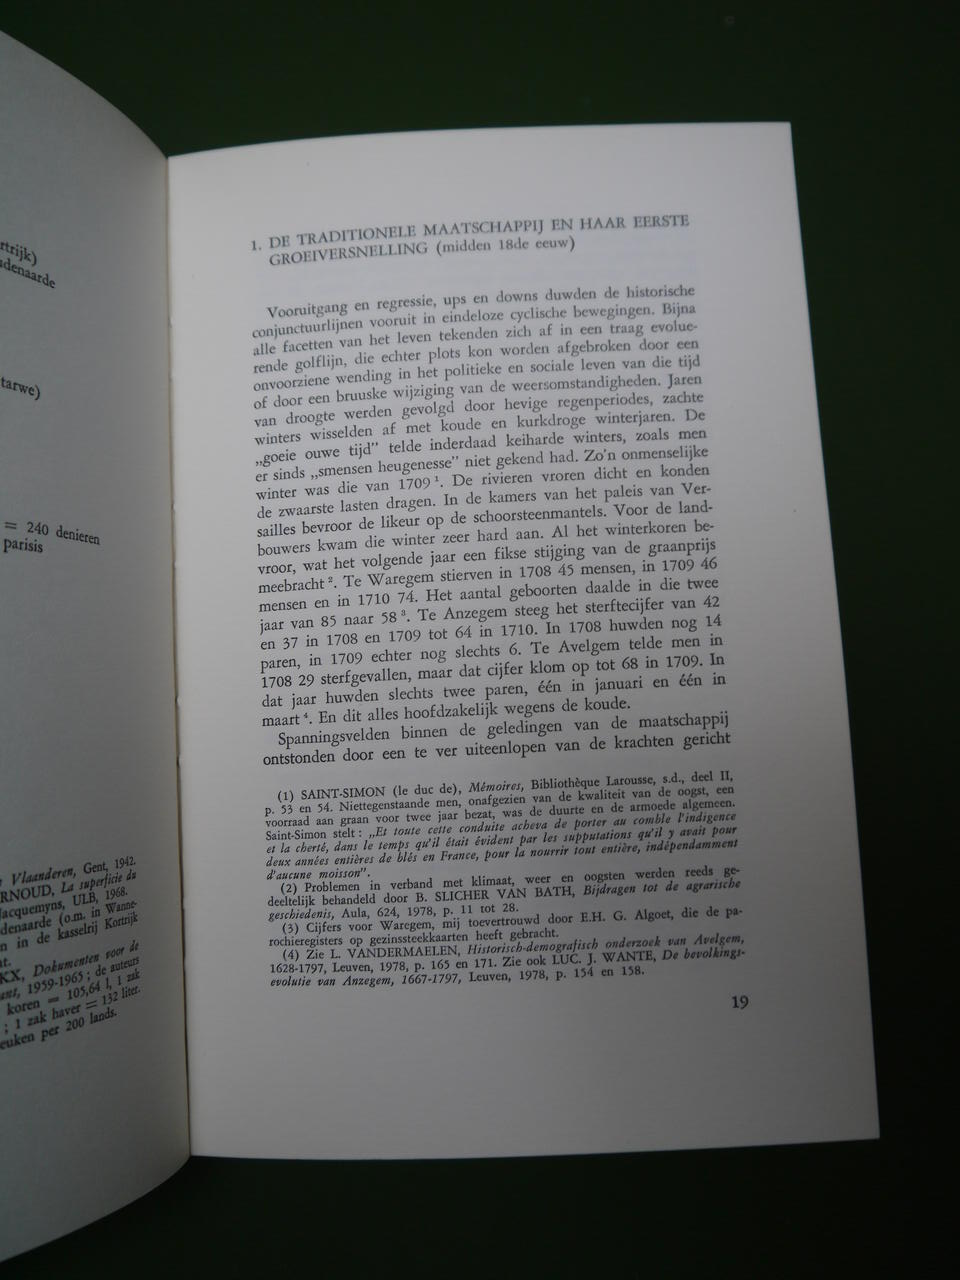 rtrijk)
denaarde
tarwe)
= 240 denieren
parisis
Vlaanderen, Gent, 1942.
RNOUD, La superficie du
Jacquemyns, ULB, 1968.
denaarde (o.m. in Wanne-
n in de kasselrij Kortrijk
at.
KX, Dokumenten voor de
ant, 1959-1965 ; de auteurs
koren = 105,64 l, 1 zak
; 1 zak haver = 132 liter.
euken per 200 lands.
1. DE TRADITIONELE MAATSCHAPPIJ EN HAAR EERSTE
GROEIVERSNELLING (midden 18de eeuw)
Vooruitgang en regressie, ups en downs duwden de historische
conjunctuurlijnen vooruit in eindeloze cyclische bewegingen. Bijna
alle facetten van het leven tekenden zich af in een traag evolue-
rende golflijn, die echter plots kon worden afgebroken door een
onvoorziene wending in het politieke en sociale leven van die tijd
of door een bruuske wijziging van de weersomstandigheden. Jaren
van droogte werden gevolgd door hevige regenperiodes, zachte
winters wisselden af met koude en kurkdroge winterjaren. De
„goeie ouwe tijd” telde inderdaad keiharde winters, zoals men
er sinds „smensen heugenesse” niet gekend had. Zo'n onmenselijke
winter was die van 1709 ¹. De rivieren vroren dicht en konden
de zwaarste lasten dragen. In de kamers van het paleis van Ver-
sailles bevroor de likeur op de schoorsteenmantels. Voor de land-
bouwers kwam die winter zeer hard aan. Al het winterkoren be-
vroor, wat het volgende jaar een fikse stijging van de graanprijs
meebracht ². Te Waregem stierven in 1708 45 mensen, in 1709 46
mensen en in 1710 74. Het aantal geboorten daalde in die twee
jaar van 85 naar 58 ³. Te Anzegem steeg het sterftecijfer van 42
en 37 in 1708 en 1709 tot 64 in 1710. In 1708 huwden nog 14
paren, in 1709 echter nog slechts 6. Te Avelgem telde men in
1708 29 sterfgevallen, maar dat cijfer klom op tot 68 in 1709. In
dat jaar huwden slechts twee paren, één in januari en één in
maart ⁴. En dit alles hoofdzakelijk wegens de koude.
Spanningsvelden binnen de geledingen van de maatschappij
ontstonden door een te ver uiteenlopen van de krachten gericht
(1) SAINT-SIMON (le duc de), Mémoires, Bibliothèque Larousse, s.d., deel II,
p. 53 en 54. Niettegenstaande men, onafgezien van de kwaliteit van de oogst, een
voorraad aan graan voor twee jaar bezat, was de duurte en de armoede algemeen.
Saint-Simon stelt : „Et toute cette conduite acheva de porter au comble l'indigence
et la cherté, dans le temps qu'il était évident par les supputations qu'il y avait pour
deux années entières de blés en France, pour la nourrir tout entière, indépendamment
d'aucune moisson”.
(2) Problemen in verband met klimaat, weer en oogsten werden reeds ge-
deeltelijk behandeld door B. SLICHER VAN BATH, Bijdragen tot de agrarische
geschiedenis, Aula, 624, 1978, p. 11 tot 28.
(3) Cijfers voor Waregem, mij toevertrouwd door E.H. G. Algoet, die de pa-
rochieregisters op gezinssteekkaarten heeft gebracht.
(4) Zie L. VANDERMAELEN, Historisch-demografisch onderzoek van Avelgem,
1628-1797, Leuven, 1978, p. 165 en 171. Zie ook LUC. J. WANTE, De bevolkings-
evolutie van Anzegem, 1667-1797, Leuven, 1978, p. 154 en 158.
19